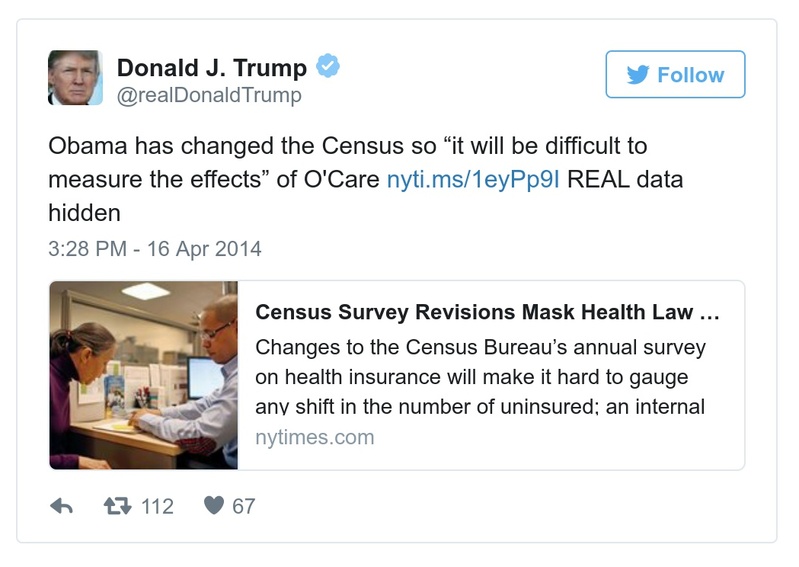 Donald J. Trump
@realDonaldTrump
Follow
Obama has changed the Census so “it will be difficult to
measure the effects” of O'Care nyti.ms/1eyPp9I REAL data
hidden
3:28 PM - 16 Apr 2014
Census Survey Revisions Mask Health Law ...
Changes to the Census Bureau’s annual survey
on health insurance will make it hard to gauge
any shift in the number of uninsured; an internal
nytimes.com
112 67